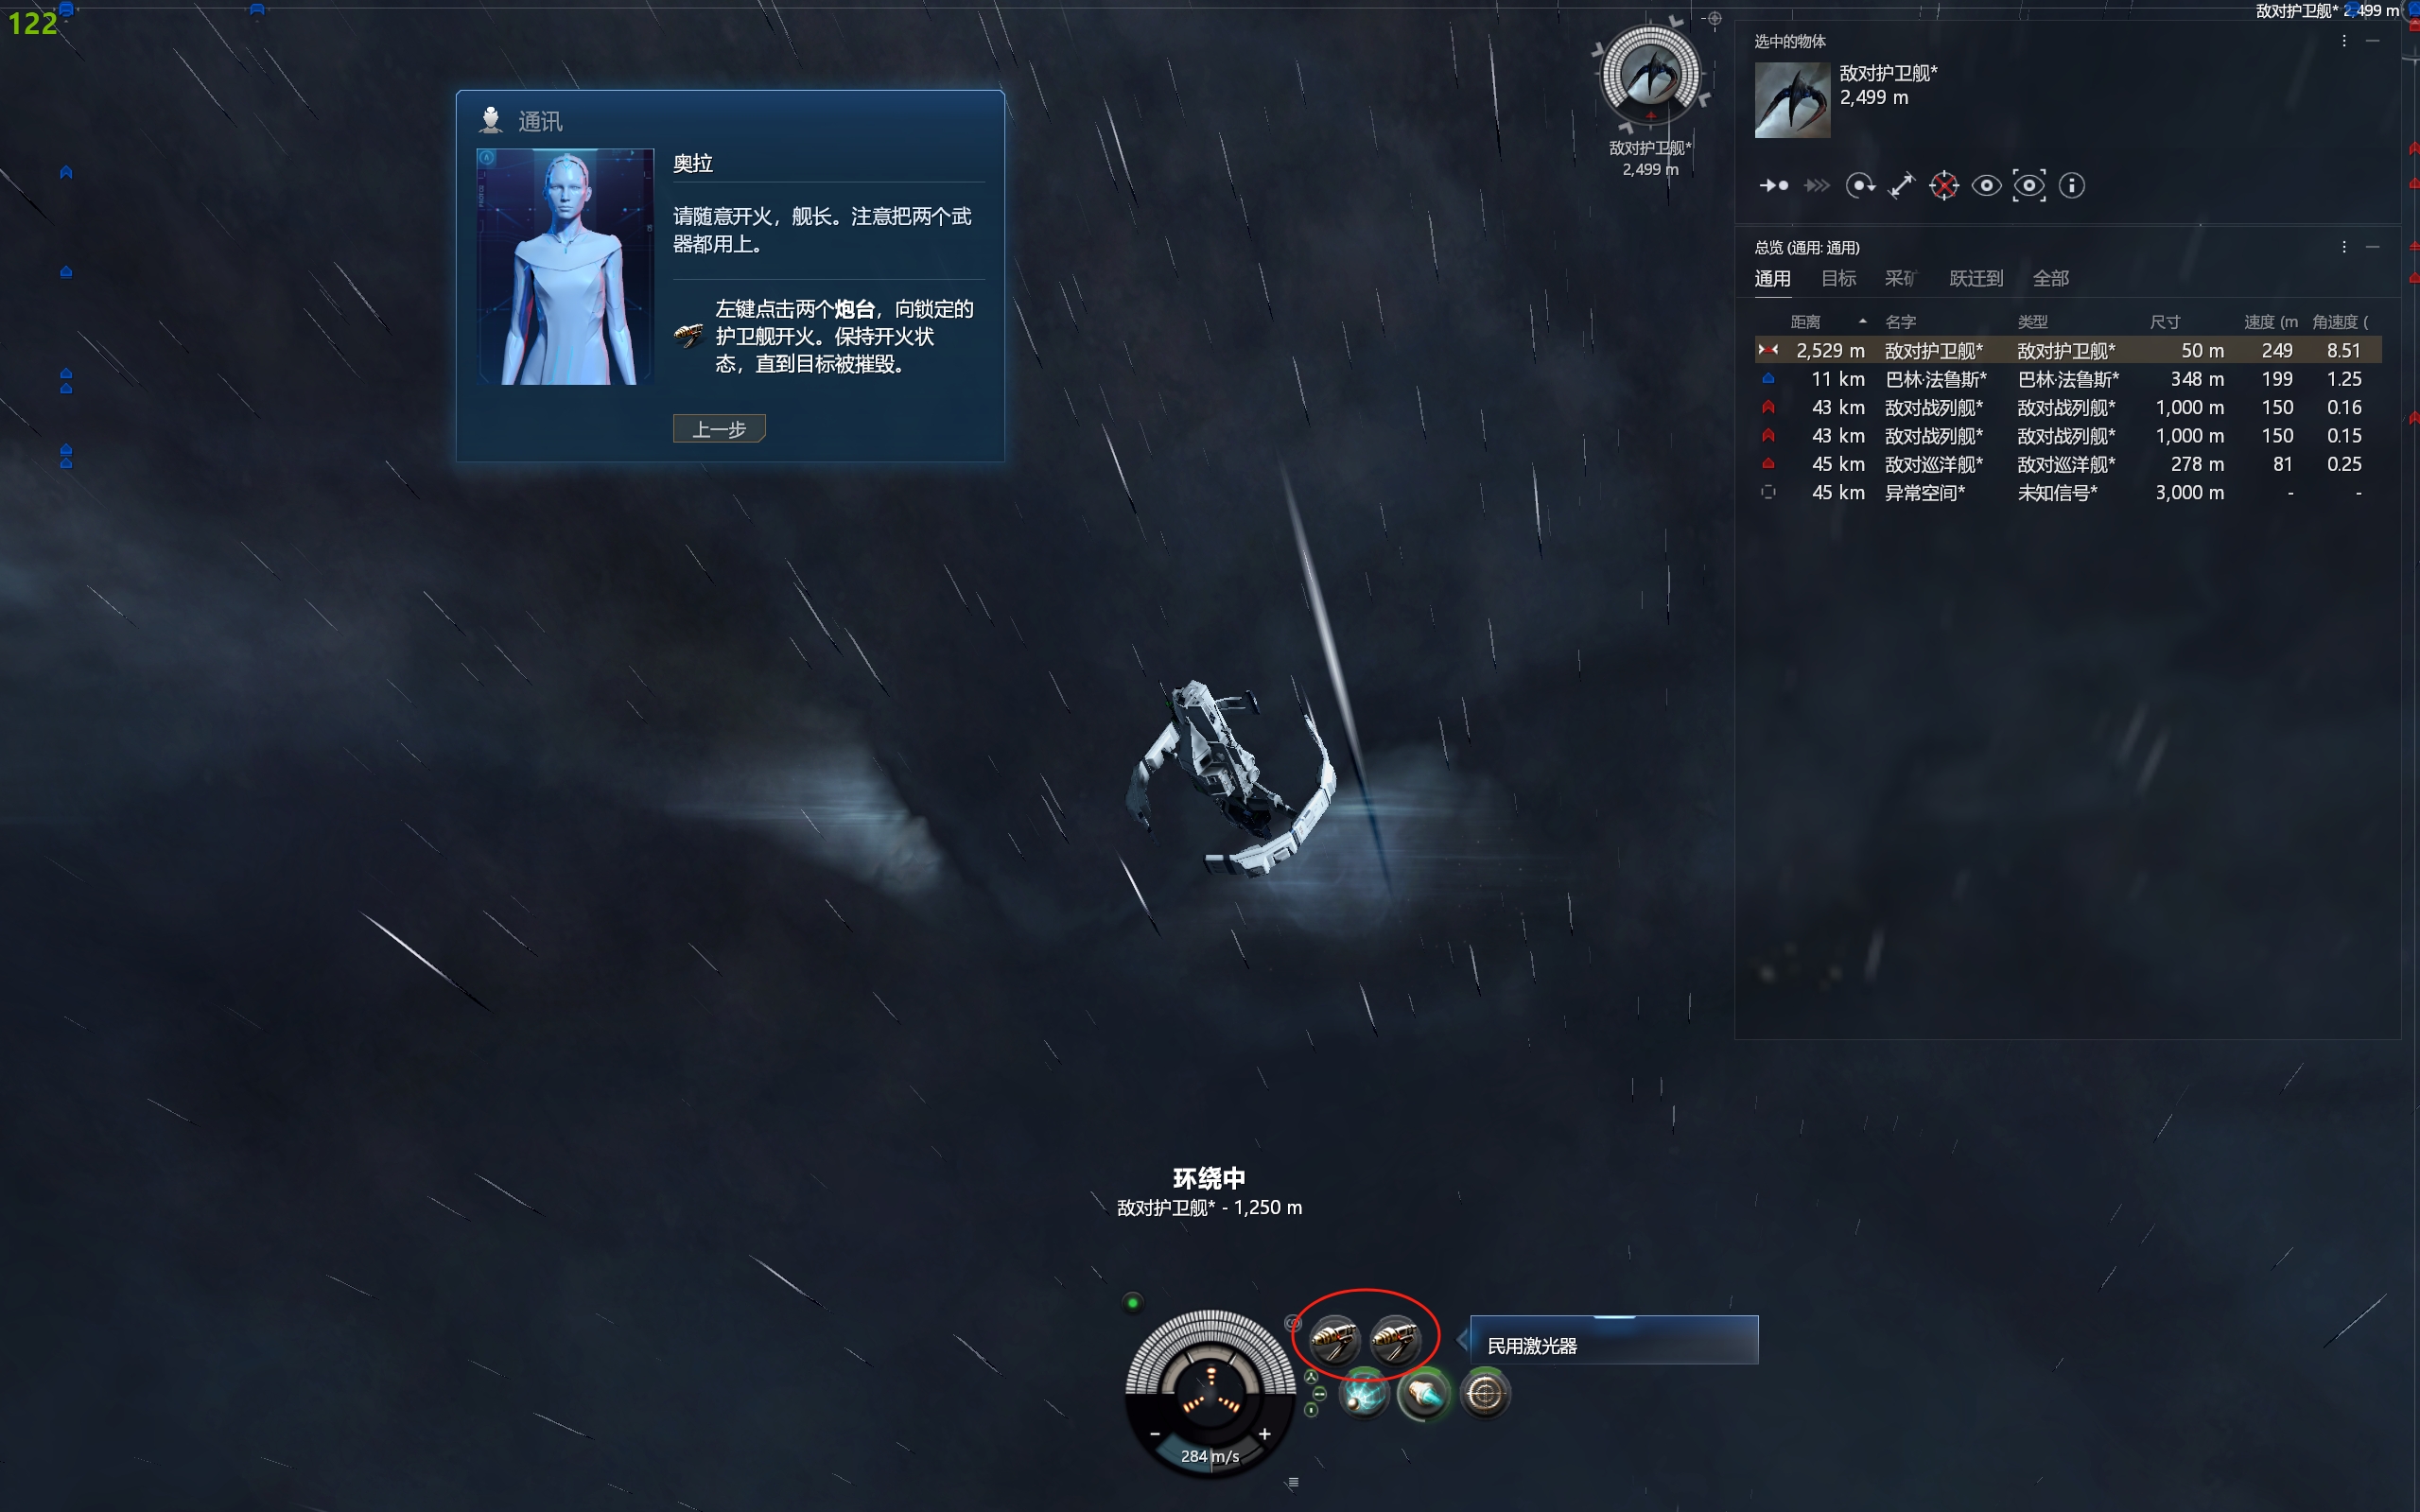 122
敌对护卫舰* 2,499 m
通讯
奥拉
请随意开火，舰长。注意把两个武
器都用上。
左键点击两个炮台，向锁定的
护卫舰开火。保持开火状
态，直到目标被摧毁。
上一步
敌对护卫舰*
2,499 m
选中的物体
敌对护卫舰*
2,499 m
总览 (通用: 通用)
通用 目标 采矿 跃迁到 全部
距离 名字 类型 尺寸 速度 (m 角速度 (
2,529 m 敌对护卫舰* 敌对护卫舰* 50 m 249 8.51
11 km 巴林·法鲁斯* 巴林·法鲁斯* 348 m 199 1.25
43 km 敌对战列舰* 敌对战列舰* 1,000 m 150 0.16
43 km 敌对战列舰* 敌对战列舰* 1,000 m 150 0.15
45 km 敌对巡洋舰* 敌对巡洋舰* 278 m 81 0.25
45 km 异常空间* 未知信号* 3,000 m - -
环绕中
敌对护卫舰* - 1,250 m
民用激光器
284 m/s